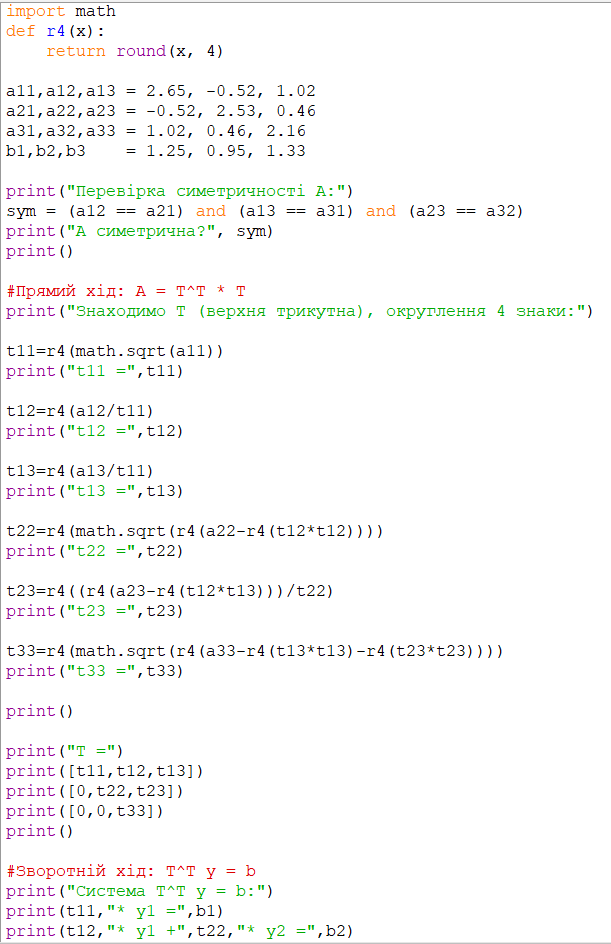 import math
def r4(x):
    return round(x, 4)

a11,a12,a13 = 2.65, -0.52, 1.02
a21,a22,a23 = -0.52, 2.53, 0.46
a31,a32,a33 = 1.02, 0.46, 2.16
b1,b2,b3    = 1.25, 0.95, 1.33

print("Перевірка симетричності A:")
sym = (a12 == a21) and (a13 == a31) and (a23 == a32)
print("A симетрична?", sym)
print()

#Прямий хід: A = T^T * T
print("Знаходимо T (верхня трикутна), округлення 4 знаки:")

t11=r4(math.sqrt(a11))
print("t11 =",t11)

t12=r4(a12/t11)
print("t12 =",t12)

t13=r4(a13/t11)
print("t13 =",t13)

t22=r4(math.sqrt(r4(a22-r4(t12*t12))))
print("t22 =",t22)

t23=r4((r4(a23-r4(t12*t13)))/t22)
print("t23 =",t23)

t33=r4(math.sqrt(r4(a33-r4(t13*t13)-r4(t23*t23))))
print("t33 =",t33)

print()

print("T =")
print([t11,t12,t13])
print([0,t22,t23])
print([0,0,t33])
print()

#Зворотній хід: T^T y = b
print("Система T^T y = b:")
print(t11,"* y1 =",b1)
print(t12,"* y1 +",t22,"* y2 =",b2)